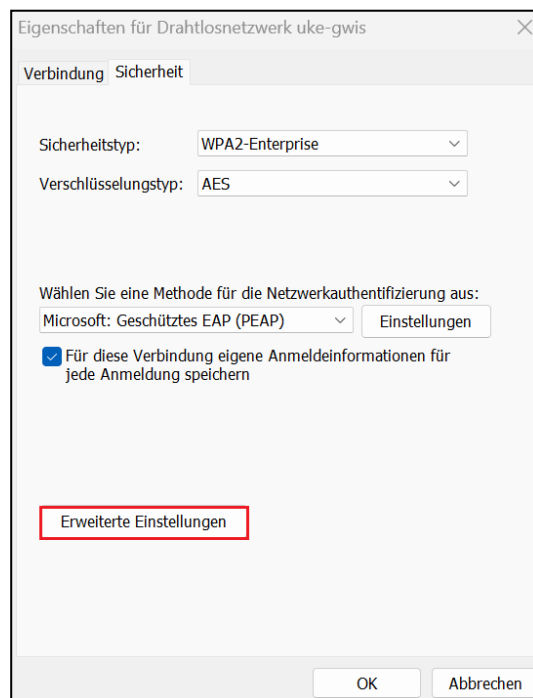 Eigenschaften für Drahtlosnetzwerk uke-gwis
Verbindung Sicherheit
Sicherheitstyp: WPA2-Enterprise
Verschlüsselungstyp: AES
Wählen Sie eine Methode für die Netzwerkauthentifizierung aus:
Microsoft: Geschütztes EAP (PEAP) Einstellungen
Für diese Verbindung eigene Anmeldeinformationen für
jede Anmeldung speichern
Erweiterte Einstellungen
OK Abbrechen